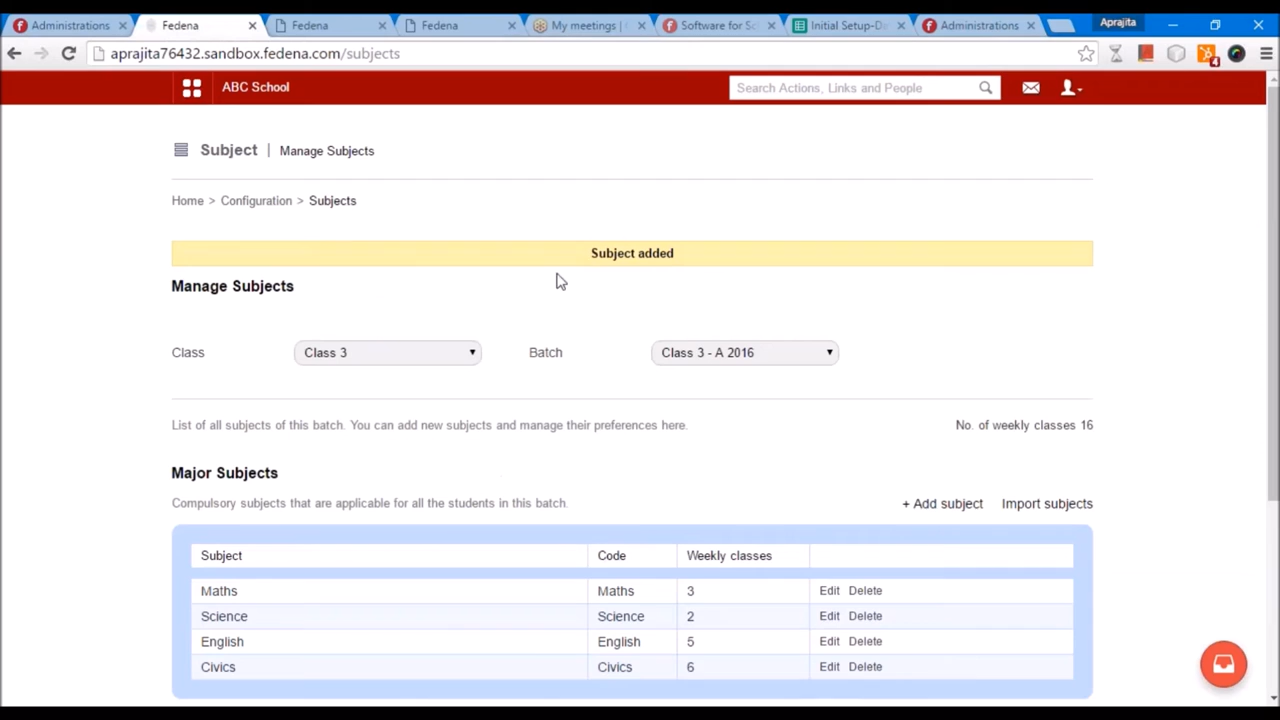 Administrations
Fedena
Fedena
Fedena
My meetings |
Software for Sc
Initial Setup-Da
Administrations
Aprajita
aprajita76432.sandbox.fedena.com/subjects
4
ABC School
Search Actions, Links and People
Subject | Manage Subjects
Home > Configuration > Subjects
Subject added
Manage Subjects
Class Class 3 Batch Class 3 - A 2016
List of all subjects of this batch. You can add new subjects and manage their preferences here. No. of weekly classes 16
Major Subjects
Compulsory subjects that are applicable for all the students in this batch. + Add subject Import subjects
Subject Code Weekly classes
Maths Maths 3 Edit Delete
Science Science 2 Edit Delete
English English 5 Edit Delete
Civics Civics 6 Edit Delete